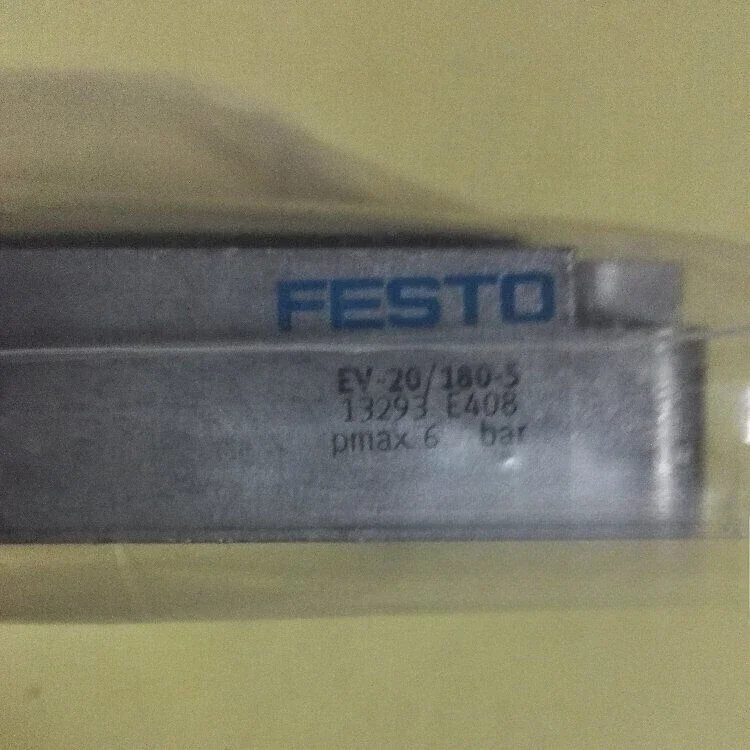 FESTO
EV-20/180-5
13293 E408
pmax 6 bar